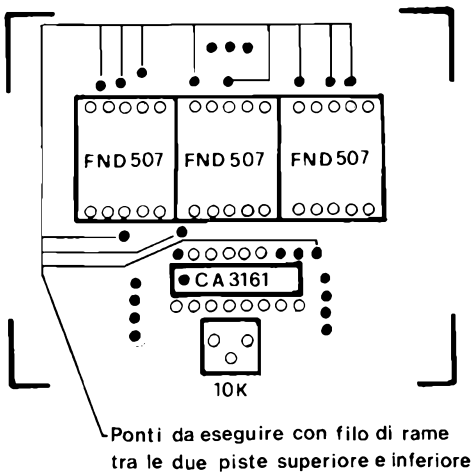 FND507 FND507 FND507
CA3161
10K
Ponti da eseguire con filo di rame
tra le due piste superiore e inferiore